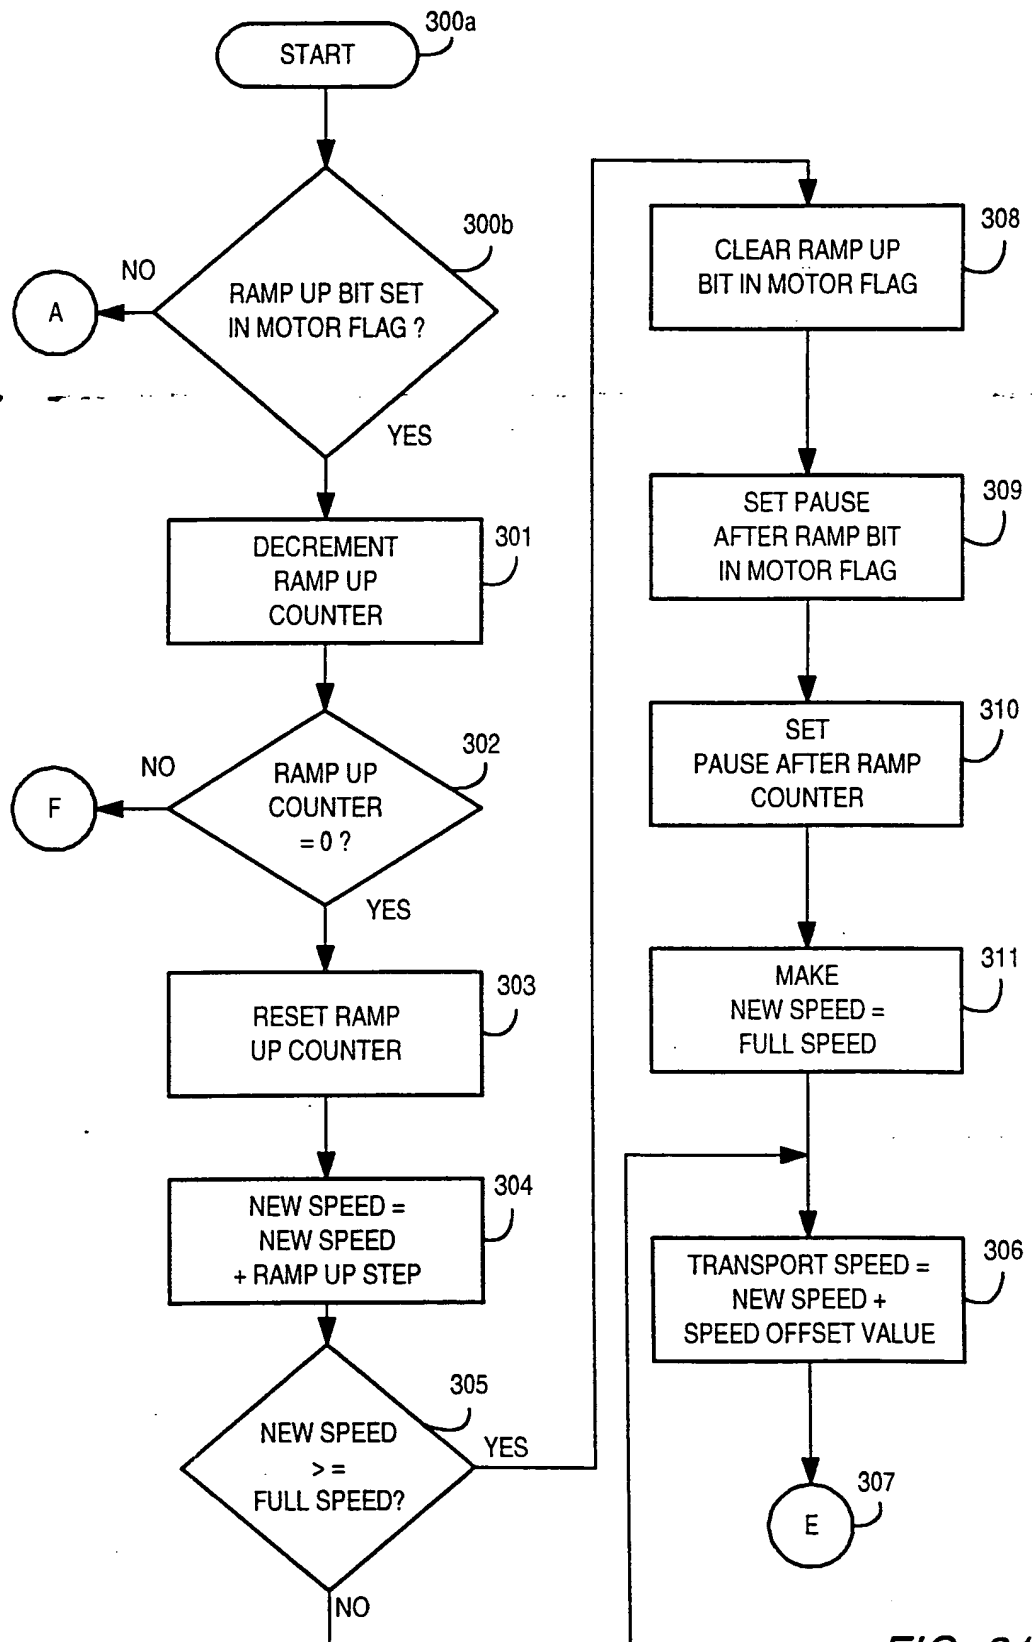 START
300a
RAMP UP BIT SET
IN MOTOR FLAG ?
300b
NO
A
YES
DECREMENT
RAMP UP
COUNTER
301
RAMP UP
COUNTER
= 0 ?
302
NO
F
YES
RESET RAMP
UP COUNTER
303
NEW SPEED =
NEW SPEED
+ RAMP UP STEP
304
NEW SPEED
> =
FULL SPEED?
305
YES
NO
CLEAR RAMP UP
BIT IN MOTOR FLAG
308
SET PAUSE
AFTER RAMP BIT
IN MOTOR FLAG
309
SET
PAUSE AFTER RAMP
COUNTER
310
MAKE
NEW SPEED =
FULL SPEED
311
TRANSPORT SPEED =
NEW SPEED +
SPEED OFFSET VALUE
306
E
307